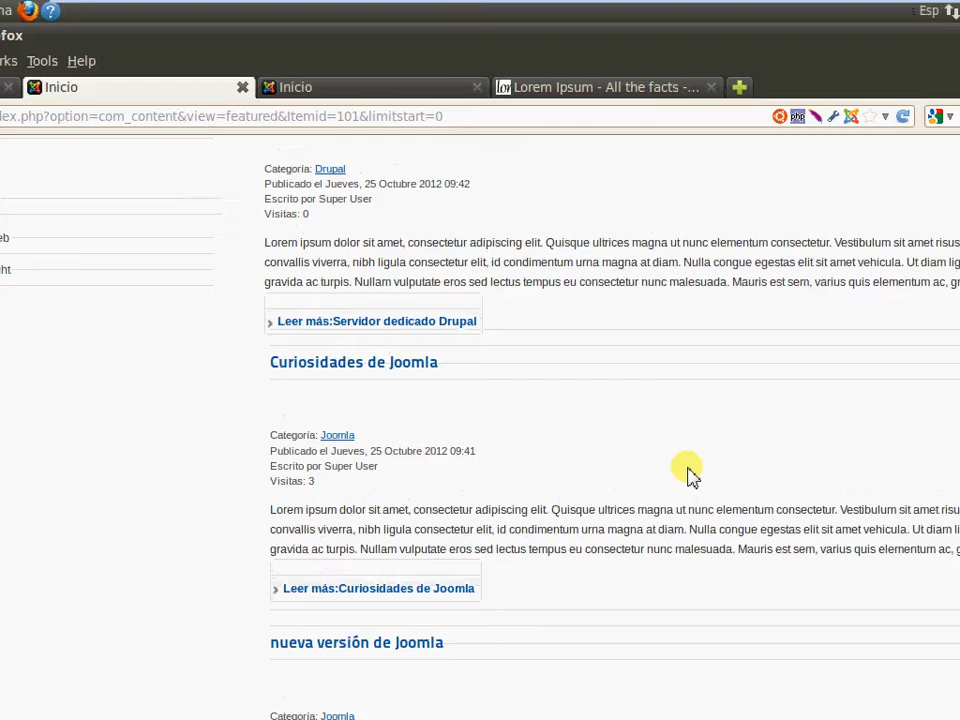 na ? Esp
fox
rks Tools Help
Inicio Inicio Lorem Ipsum - All the facts -...
lex.php?option=com_content&view=featured&Itemid=101&limitstart=0 php
Categoría: Drupal
Publicado el Jueves, 25 Octubre 2012 09:42
Escrito por Super User
Visitas: 0
eb
ht
Lorem ipsum dolor sit amet, consectetur adipiscing elit. Quisque ultrices magna ut nunc elementum consectetur. Vestibulum sit amet risus
convallis viverra, nibh ligula consectetur elit, id condimentum urna magna at diam. Nulla congue egestas elit sit amet vehicula. Ut diam lig
gravida ac turpis. Nullam vulputate eros sed lectus tempus eu consectetur nunc malesuada. Mauris est sem, varius quis elementum ac, gr
Leer más:Servidor dedicado Drupal
Curiosidades de Joomla
Categoría: Joomla
Publicado el Jueves, 25 Octubre 2012 09:41
Escrito por Super User
Visitas: 3
Lorem ipsum dolor sit amet, consectetur adipiscing elit. Quisque ultrices magna ut nunc elementum consectetur. Vestibulum sit amet risu
convallis viverra, nibh ligula consectetur elit, id condimentum urna magna at diam. Nulla congue egestas elit sit amet vehicula. Ut diam li
gravida ac turpis. Nullam vulputate eros sed lectus tempus eu consectetur nunc malesuada. Mauris est sem, varius quis elementum ac, g
Leer más:Curiosidades de Joomla
nueva versión de Joomla
Categoría: Joomla